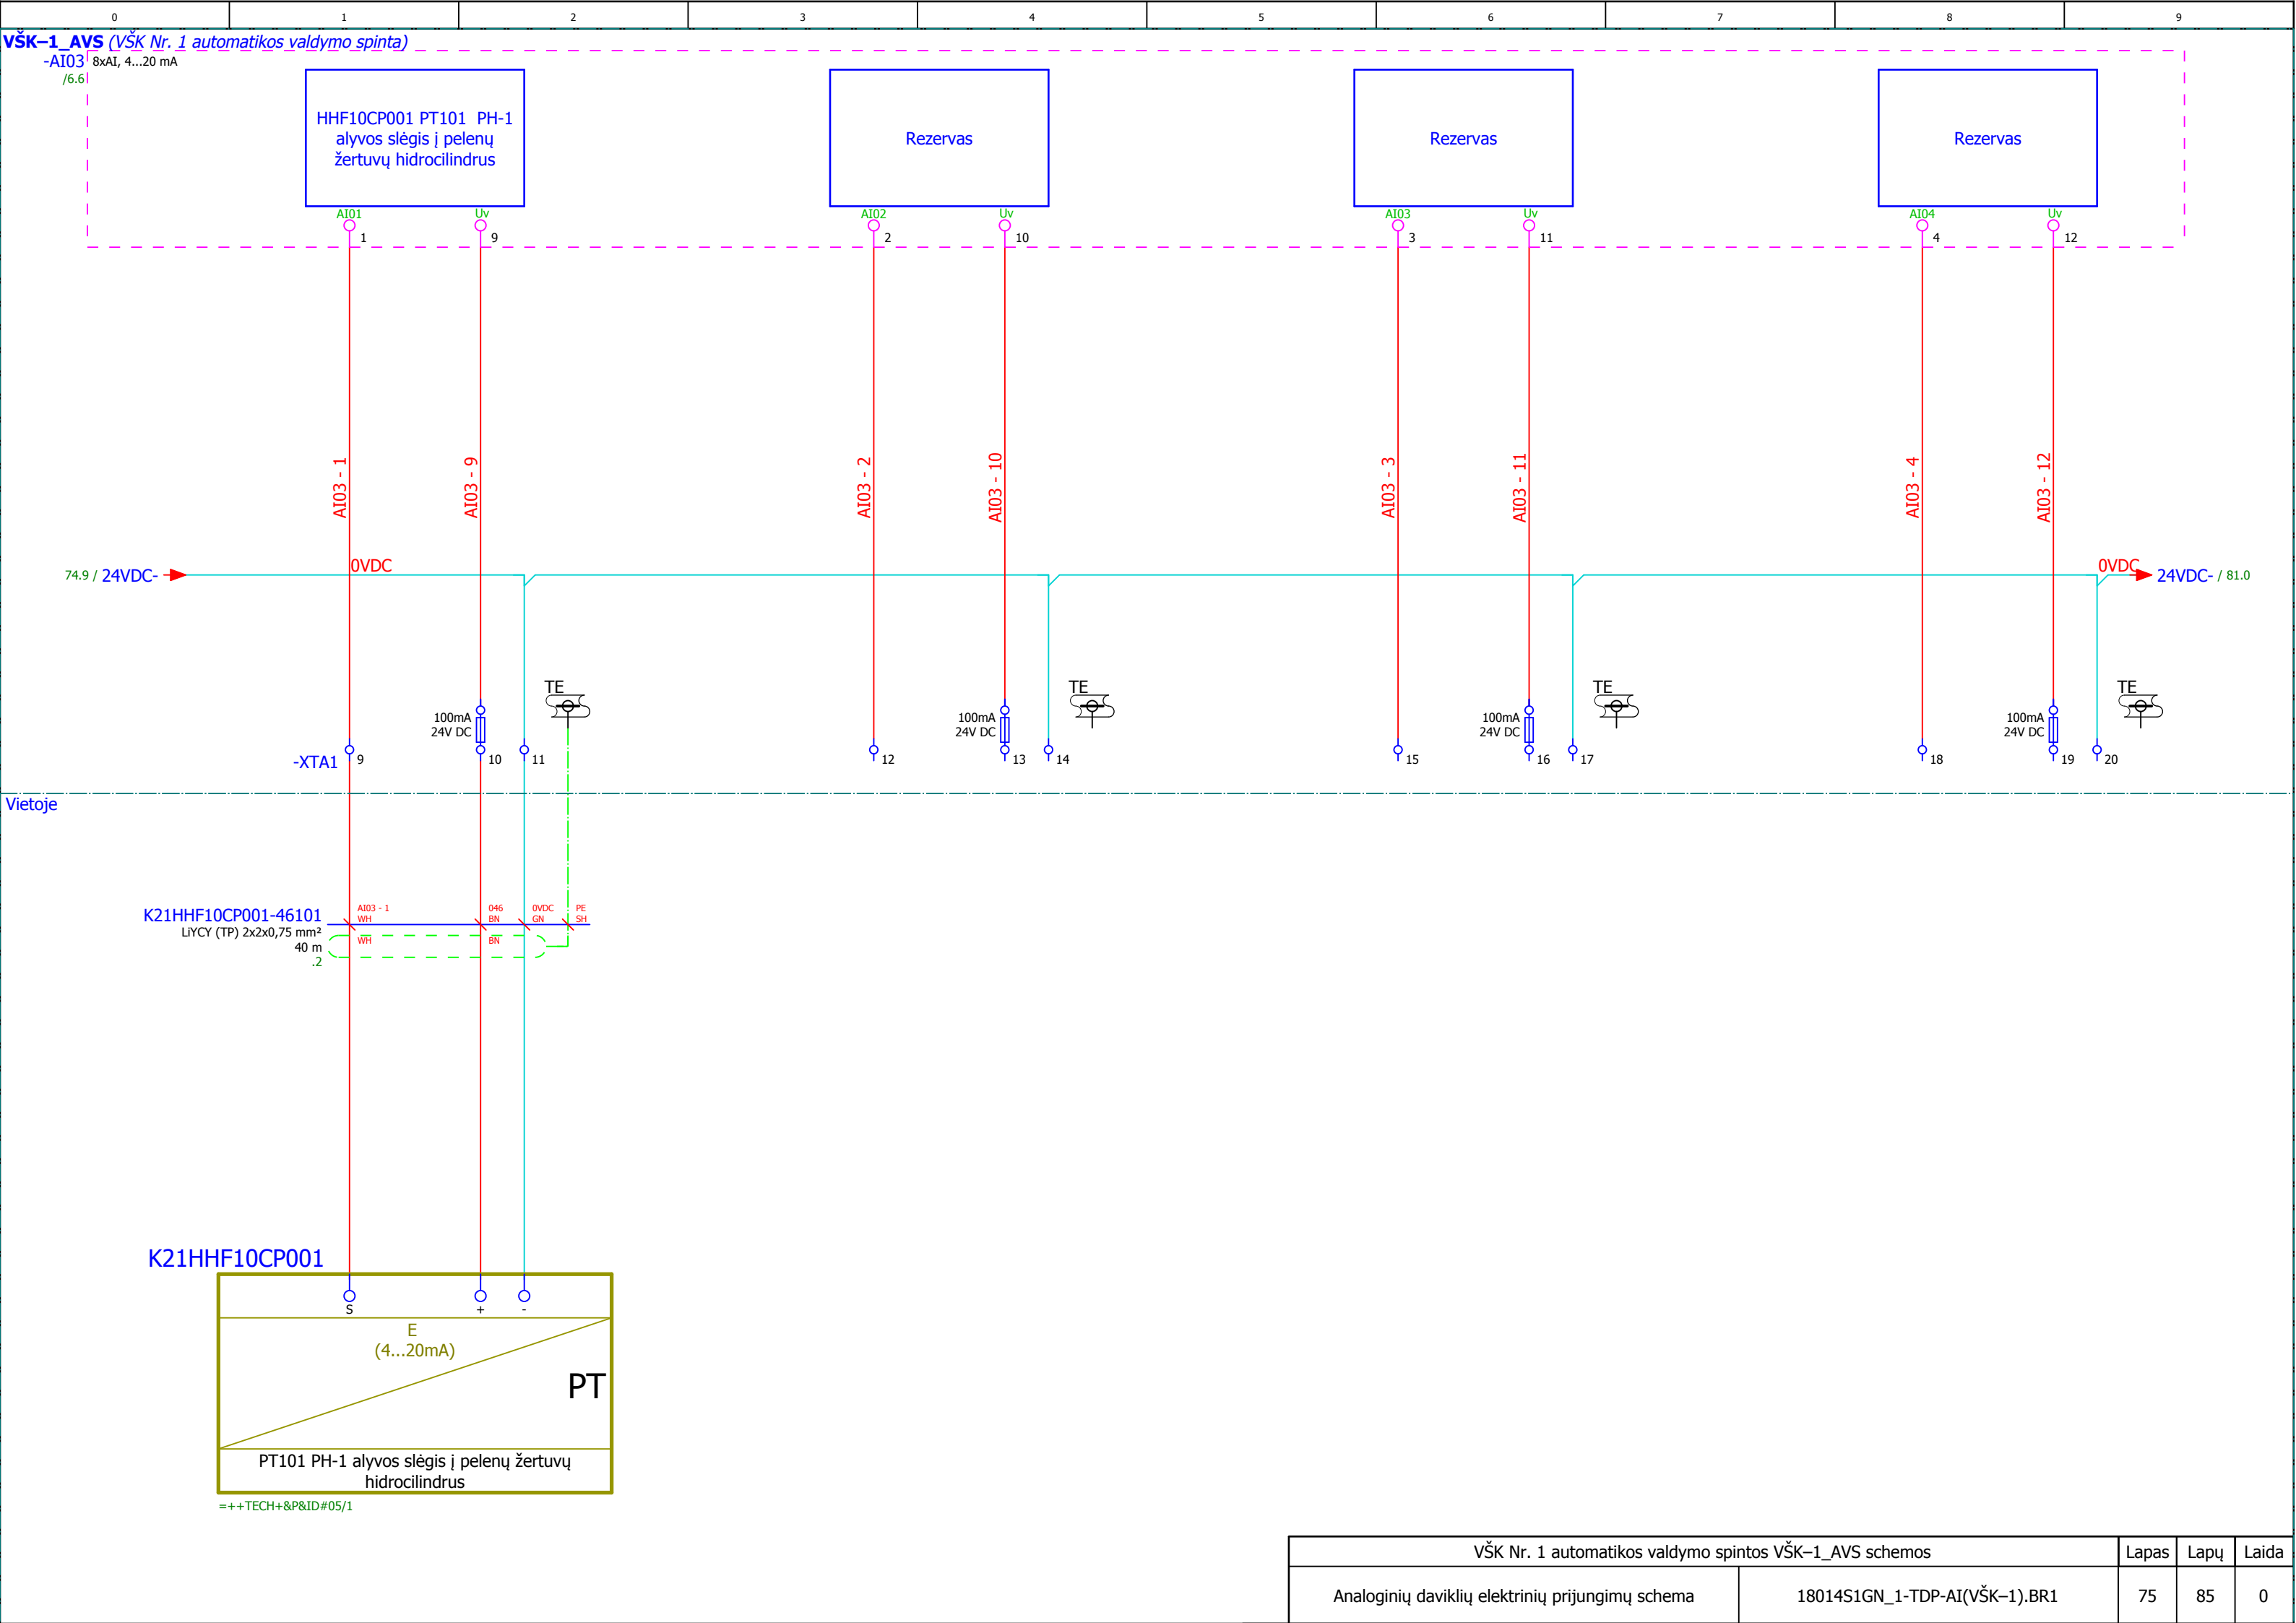 0 1 2 3 4 5 6 7 8 9
VŠK–1_AVS (VŠK Nr. 1 automatikos valdymo spinta)
-AI03 8xAI, 4...20 mA
/6.6
HHF10CP001 PT101 PH-1
alyvos slėgis į pelenų
žertuvų hidrocilindrus
Rezervas
Rezervas
Rezervas
AI01 Uv AI02 Uv AI03 Uv AI04 Uv
1 9 2 10 3 11 4 12
AI03 - 1
AI03 - 9
AI03 - 2
AI03 - 10
AI03 - 3
AI03 - 11
AI03 - 4
AI03 - 12
74.9 / 24VDC- 0VDC
0VDC 24VDC- / 81.0
TE TE TE TE
100mA 100mA 100mA 100mA
24V DC 24V DC 24V DC 24V DC
-XTA1 9 10 11 12 13 14 15 16 17 18 19 20
Vietoje
K21HHF10CP001-46101
LiYCY (TP) 2x2x0,75 mm²
40 m
.2
AI03 - 1 046 0VDC PE
WH BN GN SH
WH BN
K21HHF10CP001
S + -
E
(4...20mA)
PT
PT101 PH-1 alyvos slėgis į pelenų žertuvų
hidrocilindrus
=++TECH+&P&ID#05/1
VŠK Nr. 1 automatikos valdymo spintos VŠK–1_AVS schemos Lapas Lapų Laida
Analoginių daviklių elektrinių prijungimų schema 18014S1GN_1-TDP-AI(VŠK–1).BR1 75 85 0